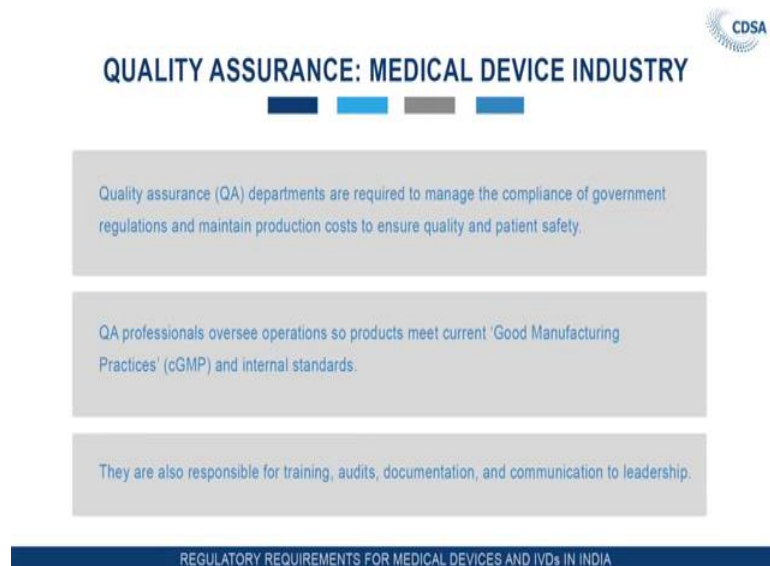 CDSA
QUALITY ASSURANCE: MEDICAL DEVICE INDUSTRY
Quality assurance (QA) departments are required to manage the compliance of government
regulations and maintain production costs to ensure quality and patient safety.
QA professionals oversee operations so products meet current ‘Good Manufacturing
Practices’ (cGMP) and internal standards.
They are also responsible for training, audits, documentation, and communication to leadership.
REGULATORY REQUIREMENTS FOR MEDICAL DEVICES AND IVDs IN INDIA